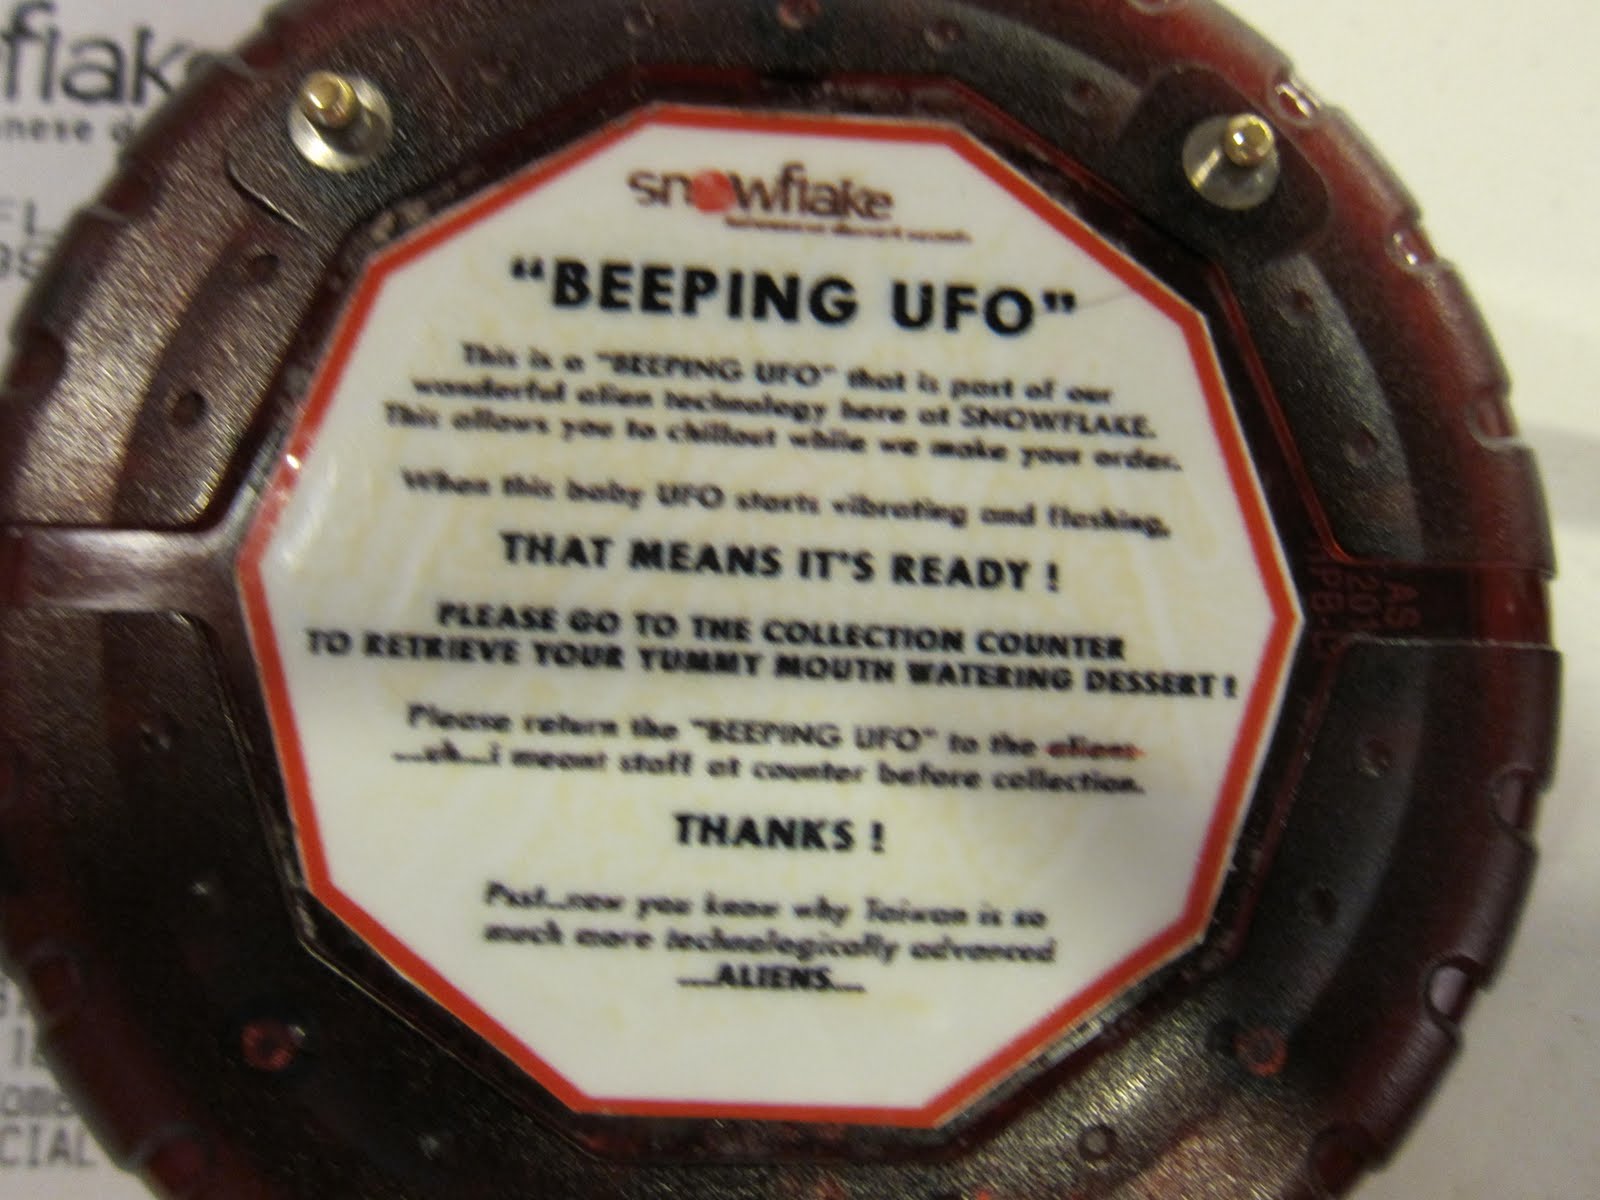 snowflake
"BEEPING UFO"
This is a "BEEPING UFO" that is part of our
wonderful alien technology here at SNOWFLAKE.
This allows you to chillout while we make your order.
When this baby UFO starts vibrating and flashing,
THAT MEANS IT'S READY !
PLEASE GO TO THE COLLECTION COUNTER
TO RETRIEVE YOUR YUMMY MOUTH WATERING DESSERT !
Please return the "BEEPING UFO" to the aliens
....eh....i meant staff at counter before collection.
THANKS !
Psst....now you know why Taiwan is so
much more technologically advanced
.....ALIENS.....
flake
nese d
CIAL